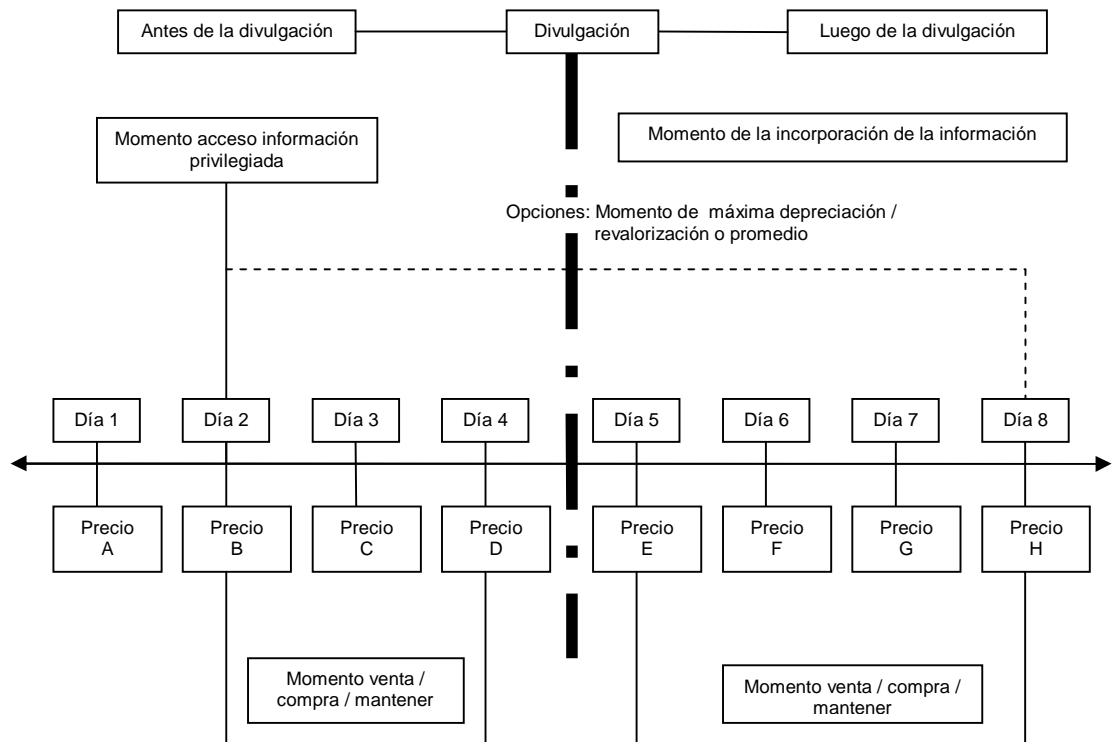 Antes de la divulgación
Divulgación
Luego de la divulgación
Momento acceso información
privilegiada
Momento de la incorporación de la información
Opciones: Momento de máxima depreciación /
revalorización o promedio
Día 1
Día 2
Día 3
Día 4
Día 5
Día 6
Día 7
Día 8
Precio
A
Precio
B
Precio
C
Precio
D
Precio
E
Precio
F
Precio
G
Precio
H
Momento venta /
compra / mantener
Momento venta / compra /
mantener